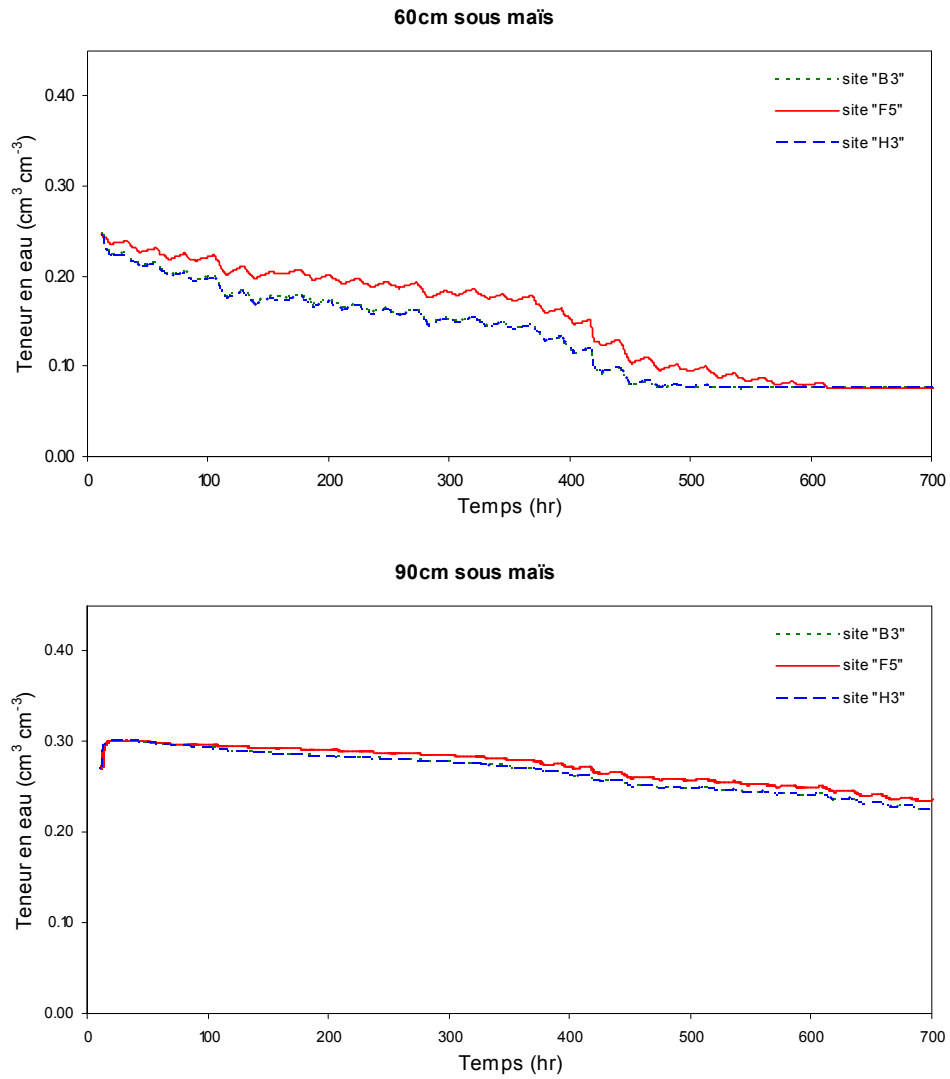 60cm sous maïs
Teneur en eau (cm³ cm⁻³)
0.40
0.30
0.20
0.10
0.00
site "B3"
site "F5"
site "H3"
0 100 200 300 400 500 600 700
Temps (hr)
90cm sous maïs
Teneur en eau (cm³ cm⁻³)
0.40
0.30
0.20
0.10
0.00
site "B3"
site "F5"
site "H3"
0 100 200 300 400 500 600 700
Temps (hr)